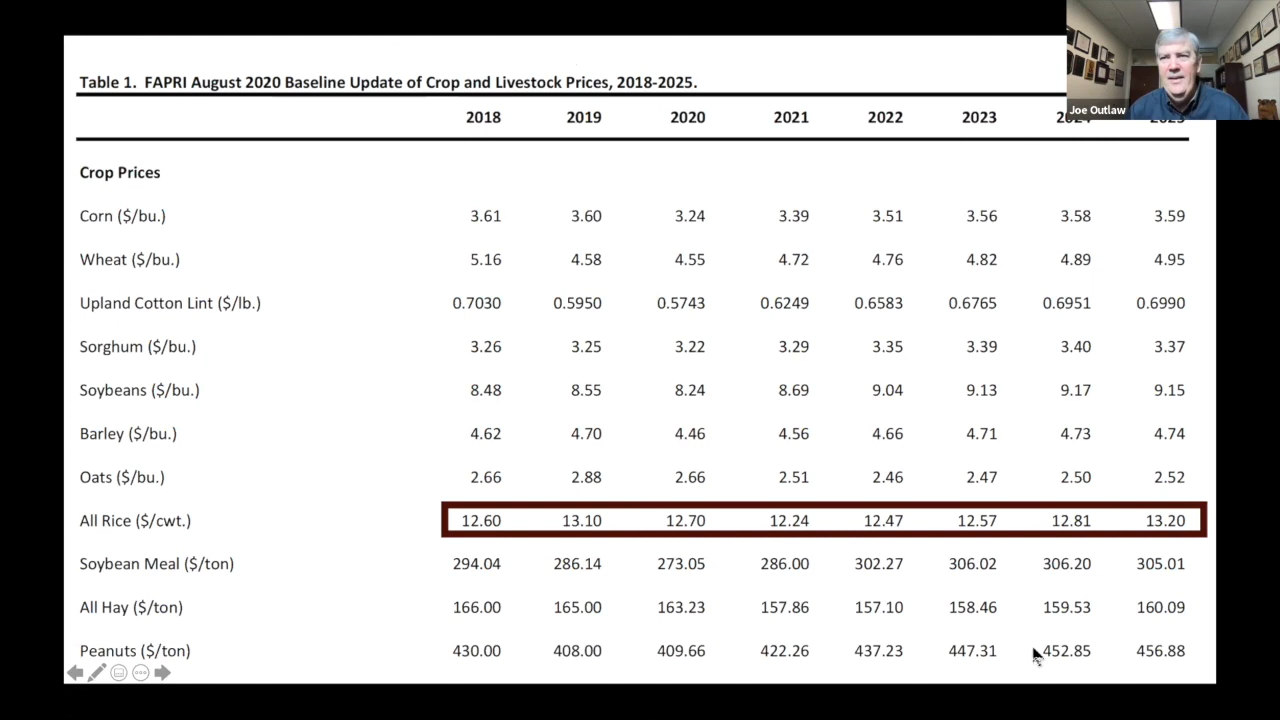 Table 1. FAPRI August 2020 Baseline Update of Crop and Livestock Prices, 2018-2025.
Joe Outlaw
2018 2019 2020 2021 2022 2023 2024 2025
Crop Prices
Corn ($/bu.) 3.61 3.60 3.24 3.39 3.51 3.56 3.58 3.59
Wheat ($/bu.) 5.16 4.58 4.55 4.72 4.76 4.82 4.89 4.95
Upland Cotton Lint ($/lb.) 0.7030 0.5950 0.5743 0.6249 0.6583 0.6765 0.6951 0.6990
Sorghum ($/bu.) 3.26 3.25 3.22 3.29 3.35 3.39 3.40 3.37
Soybeans ($/bu.) 8.48 8.55 8.24 8.69 9.04 9.13 9.17 9.15
Barley ($/bu.) 4.62 4.70 4.46 4.56 4.66 4.71 4.73 4.74
Oats ($/bu.) 2.66 2.88 2.66 2.51 2.46 2.47 2.50 2.52
All Rice ($/cwt.) 12.60 13.10 12.70 12.24 12.47 12.57 12.81 13.20
Soybean Meal ($/ton) 294.04 286.14 273.05 286.00 302.27 306.02 306.20 305.01
All Hay ($/ton) 166.00 165.00 163.23 157.86 157.10 158.46 159.53 160.09
Peanuts ($/ton) 430.00 408.00 409.66 422.26 437.23 447.31 452.85 456.88